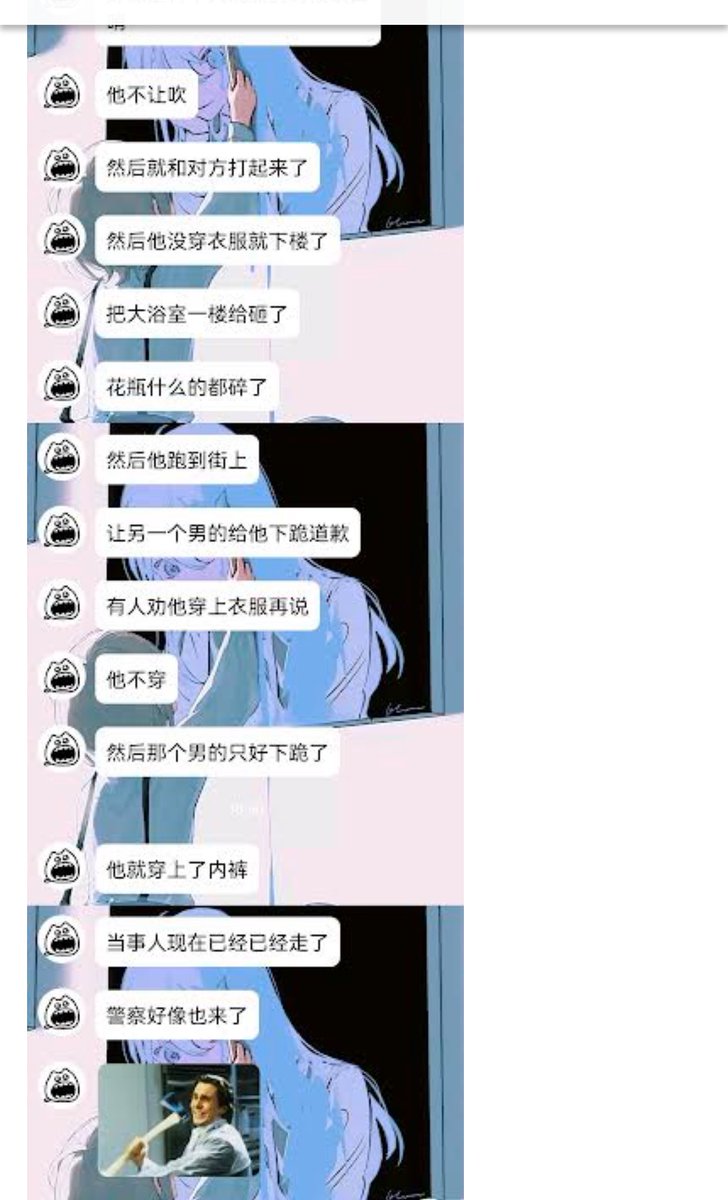 他不让吹
然后就和对方打起来了
然后他没穿衣服就下楼了
把大浴室一楼给砸了
花瓶什么的都碎了
然后他跑到街上
让另一个男的给他下跪道歉
有人劝他穿上衣服再说
他不穿
然后那个男的只好下跪了
他就穿上了内裤
当事人现在已经已经走了
警察好像也来了